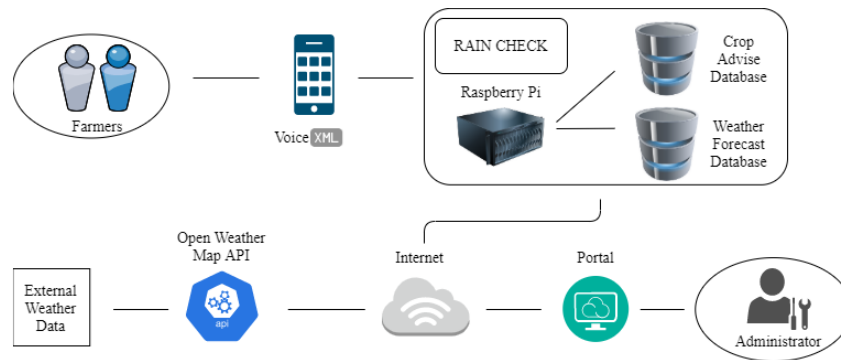 RAIN CHECK
Crop
Advise
Database
Raspberry Pi
Farmers
Voice XML
Weather
Forecast
Database
Open Weather
Map API
Internet
Portal
External
Weather
Data
api
Administrator